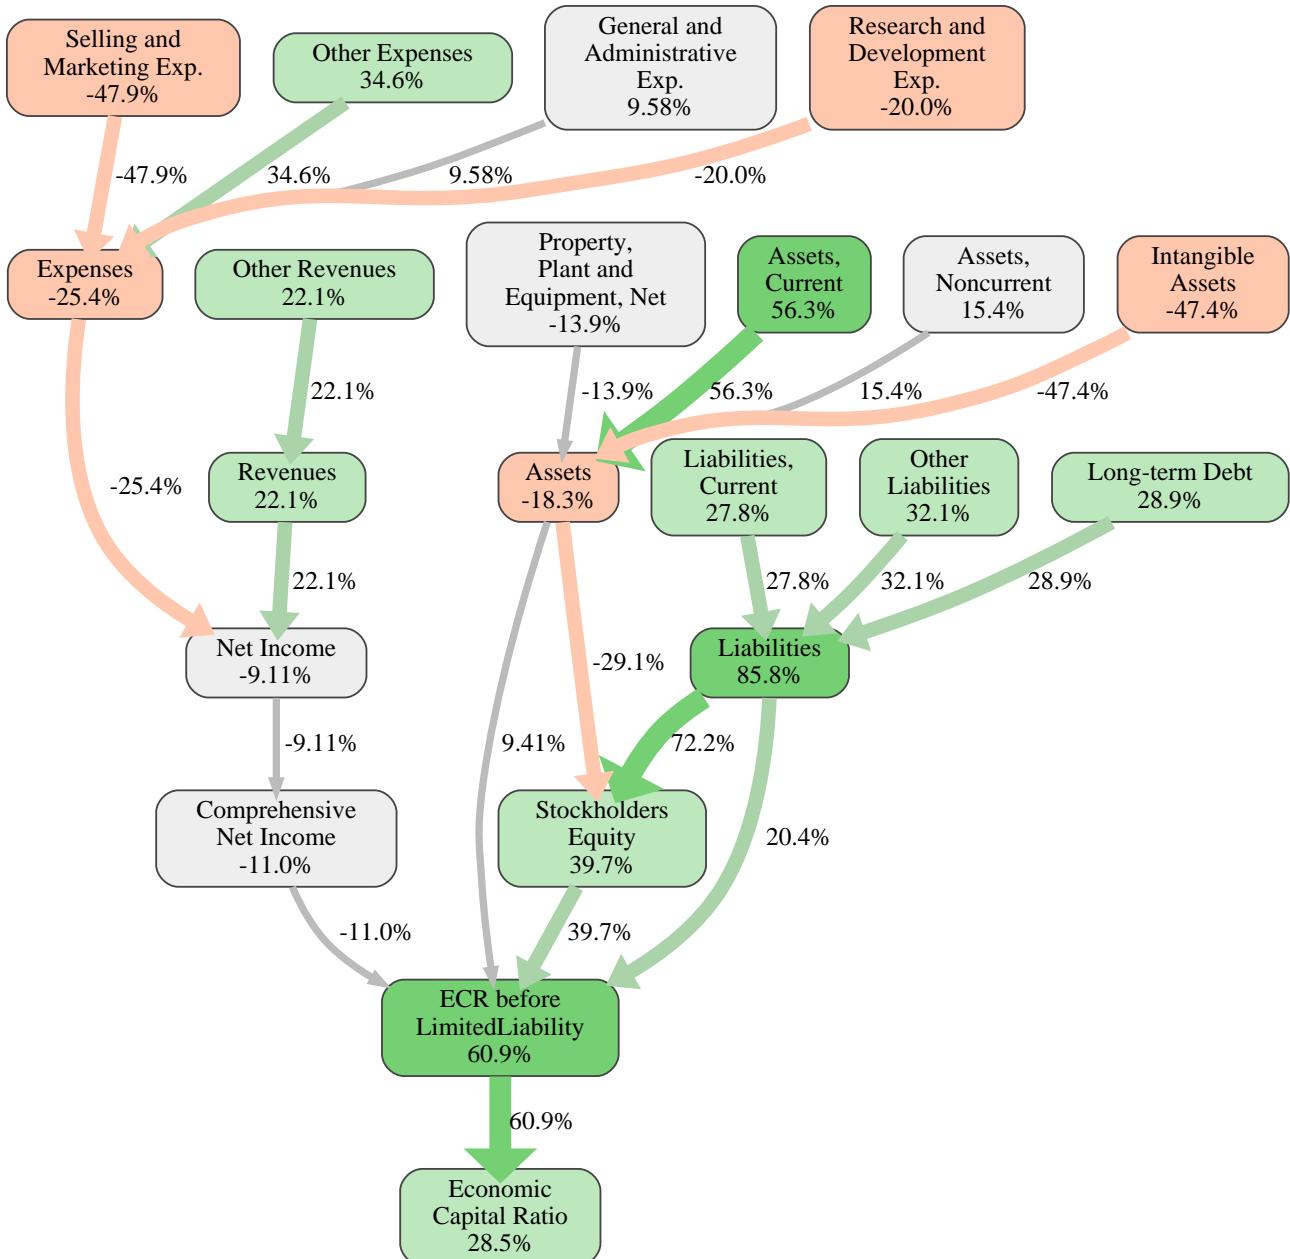 Selling and
Marketing Exp.
-47.9%
Other Expenses
34.6%
General and
Administrative
Exp.
9.58%
Research and
Development
Exp.
-20.0%
-47.9%
34.6%
9.58%
-20.0%
Expenses
-25.4%
Other Revenues
22.1%
Property,
Plant and
Equipment, Net
-13.9%
Assets,
Current
56.3%
Assets,
Noncurrent
15.4%
Intangible
Assets
-47.4%
22.1%
-13.9%
56.3%
15.4%
-47.4%
-25.4%
Revenues
22.1%
Assets
-18.3%
Liabilities,
Current
27.8%
Other
Liabilities
32.1%
Long-term Debt
28.9%
22.1%
27.8%
32.1%
28.9%
Net Income
-9.11%
-29.1%
Liabilities
85.8%
-9.11%
9.41%
72.2%
Comprehensive
Net Income
-11.0%
Stockholders
Equity
39.7%
20.4%
-11.0%
39.7%
ECR before
LimitedLiability
60.9%
60.9%
Economic
Capital Ratio
28.5%